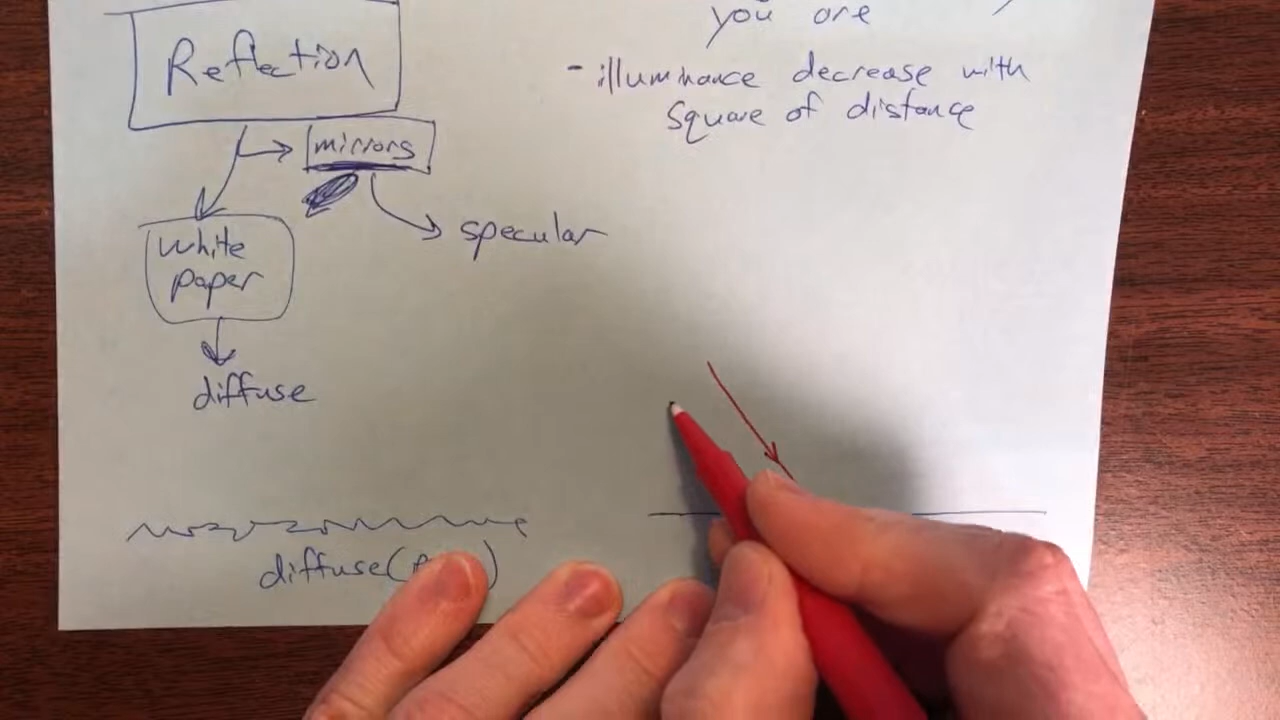 Reflection
mirrors
specular
white
paper
diffuse
you are
- illuminance decrease with
square of distance
diffuse(